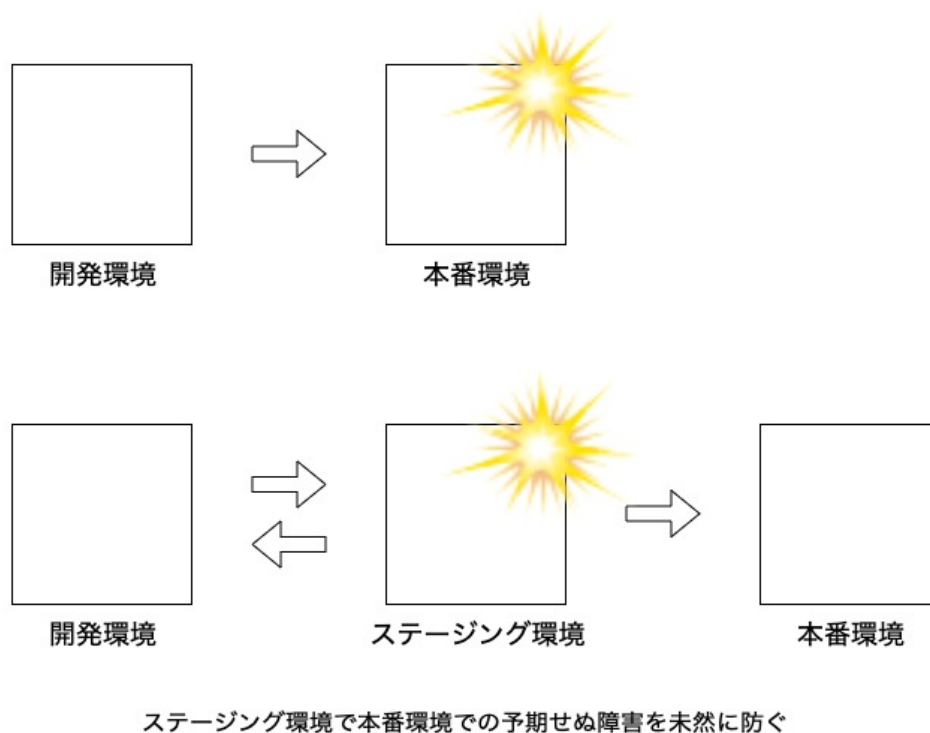 開発環境
本番環境
開発環境
ステージング環境
本番環境
ステージング環境で本番環境での予期せぬ障害を未然に防ぐ